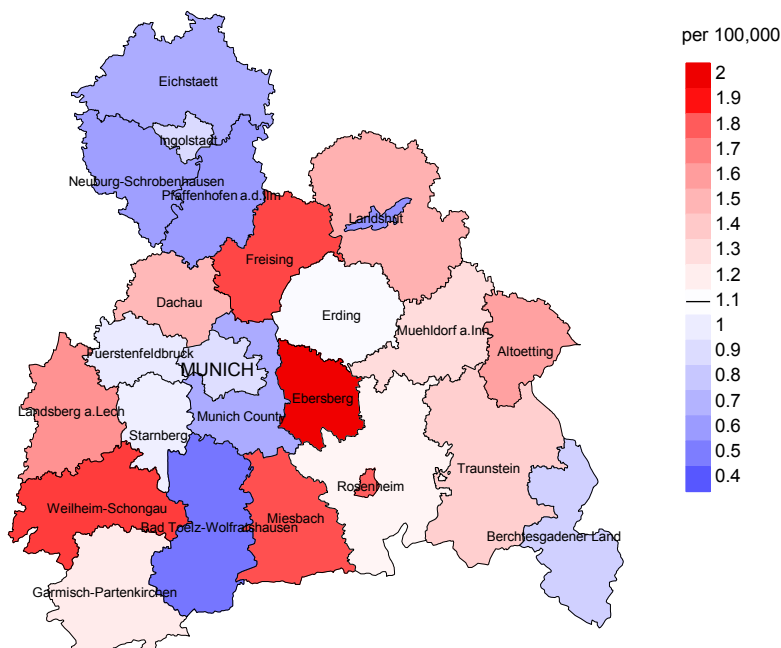 per 100,000
2
1.9
1.8
1.7
1.6
1.5
1.4
1.3
1.2
1.1
1
0.9
0.8
0.7
0.6
0.5
0.4
Eichstaett
Ingolstadt
Neuburg-Schrobenhausen
Pfaffenhofen a.d.Ilm
Landshut
Freising
Dachau
Erding
Muehldorf a.Inn
Altoetting
Fuerstenfeldbruck
MUNICH
Ebersberg
Landsberg a.Lech
Munich County
Starnberg
Traunstein
Rosenheim
Weilheim-Schongau
Miesbach
Bad Toelz-Wolfratshausen
Berchtesgadener Land
Garmisch-Partenkirchen